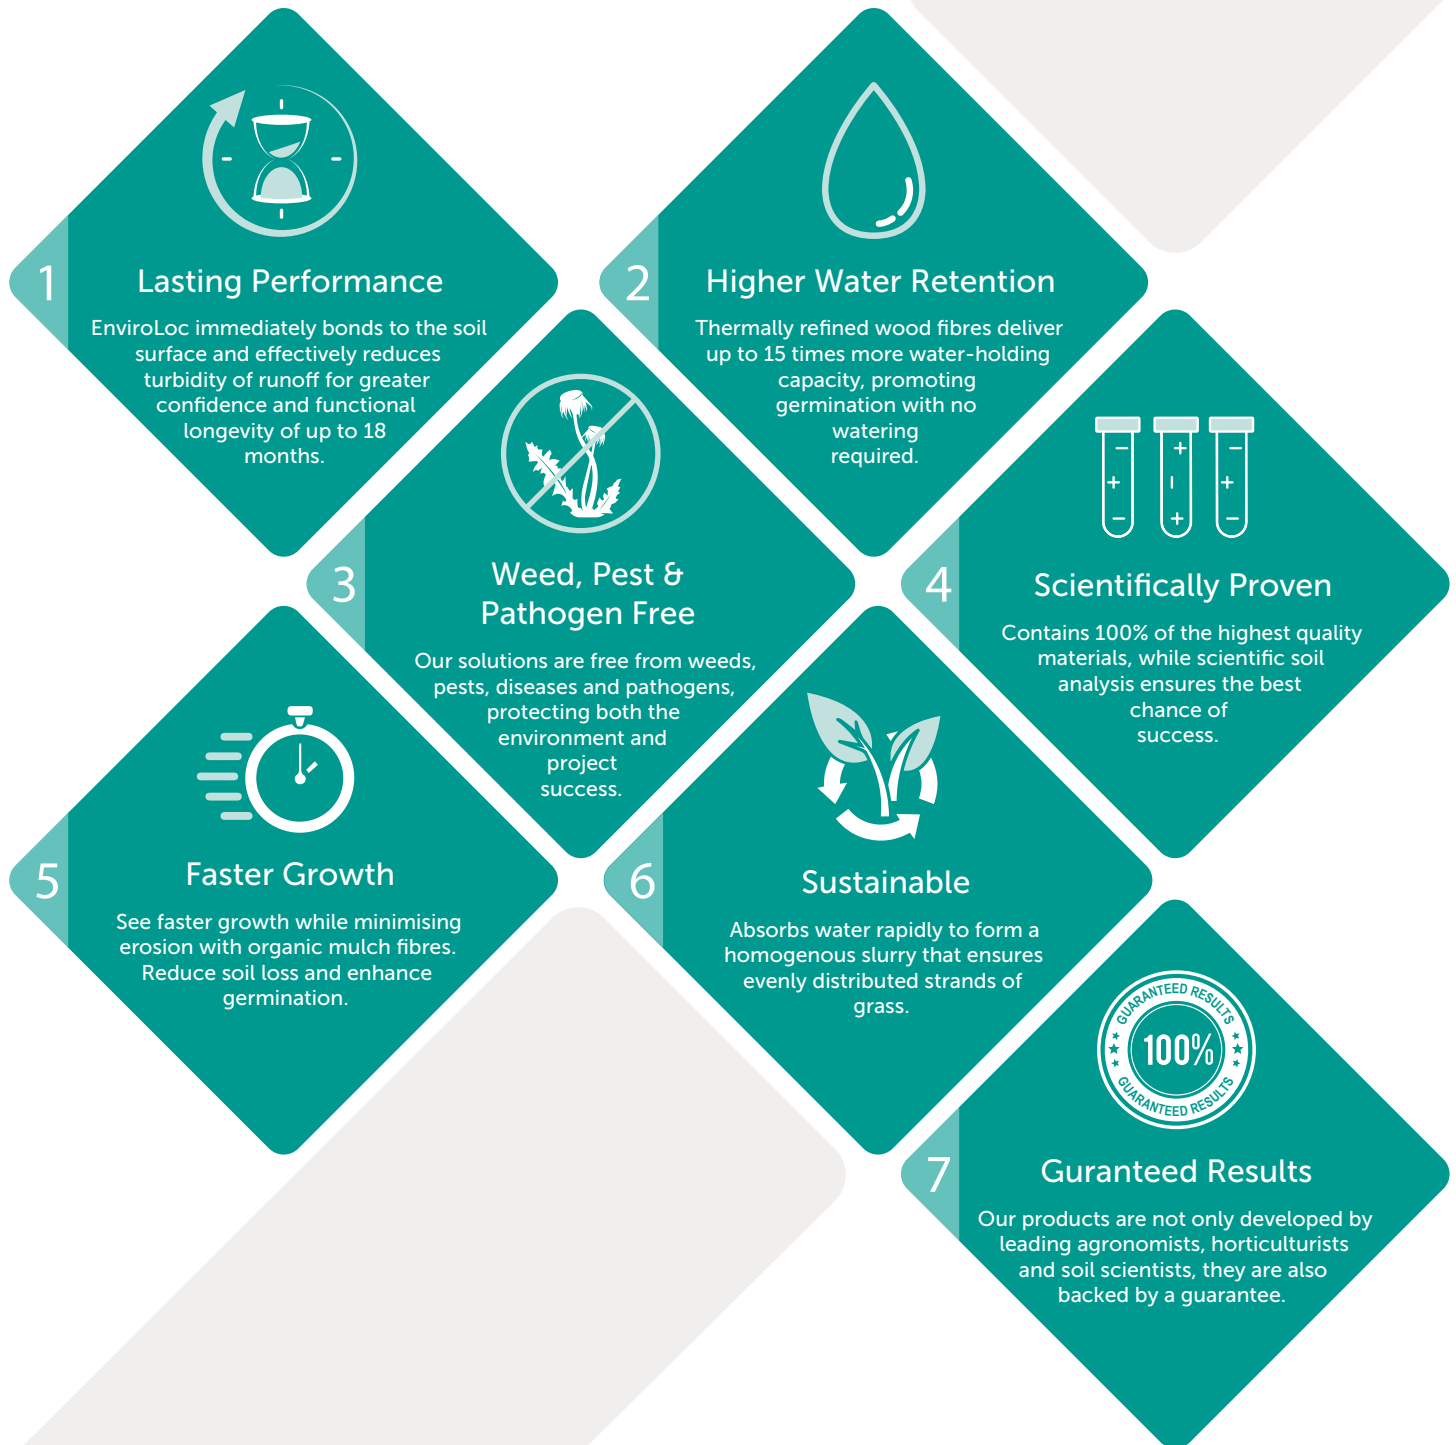 1
Lasting Performance
EnviroLoc immediately bonds to the soil
surface and effectively reduces
turbidity of runoff for greater
confidence and functional
longevity of up to 18
months.
2
Higher Water Retention
Thermally refined wood fibres deliver
up to 15 times more water-holding
capacity, promoting
germination with no
watering
required.
3
Weed, Pest &
Pathogen Free
Our solutions are free from weeds,
pests, diseases and pathogens,
protecting both the
environment and
project
success.
4
Scientifically Proven
Contains 100% of the highest quality
materials, while scientific soil
analysis ensures the best
chance of
success.
5
Faster Growth
See faster growth while minimising
erosion with organic mulch fibres.
Reduce soil loss and enhance
germination.
6
Sustainable
Absorbs water rapidly to form a
homogenous slurry that ensures
evenly distributed strands of
grass.
GUARANTEED RESULTS
100%
GUARANTEED RESULTS
7
Guranteed Results
Our products are not only developed by
leading agronomists, horticulturists
and soil scientists, they are also
backed by a guarantee.